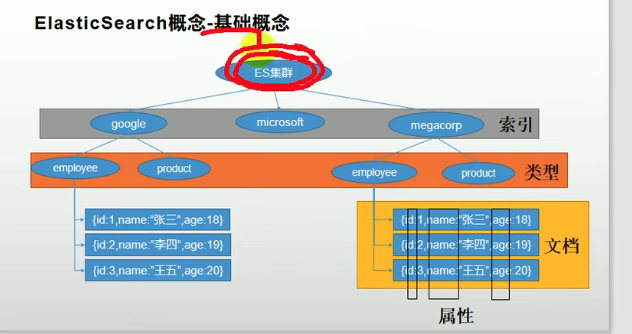 ElasticSearch概念-基础概念
ES集群
google microsoft megacorp 索引
employee product employee product 类型
{id:1,name:"张三",age:18} {id:1,name:"张三",age:18}
{id:2,name:"李四",age:19} {id:2,name:"李四",age:19} 文档
{id:3,name:"王五",age:20} {id:3,name:"王五",age:20}
属性